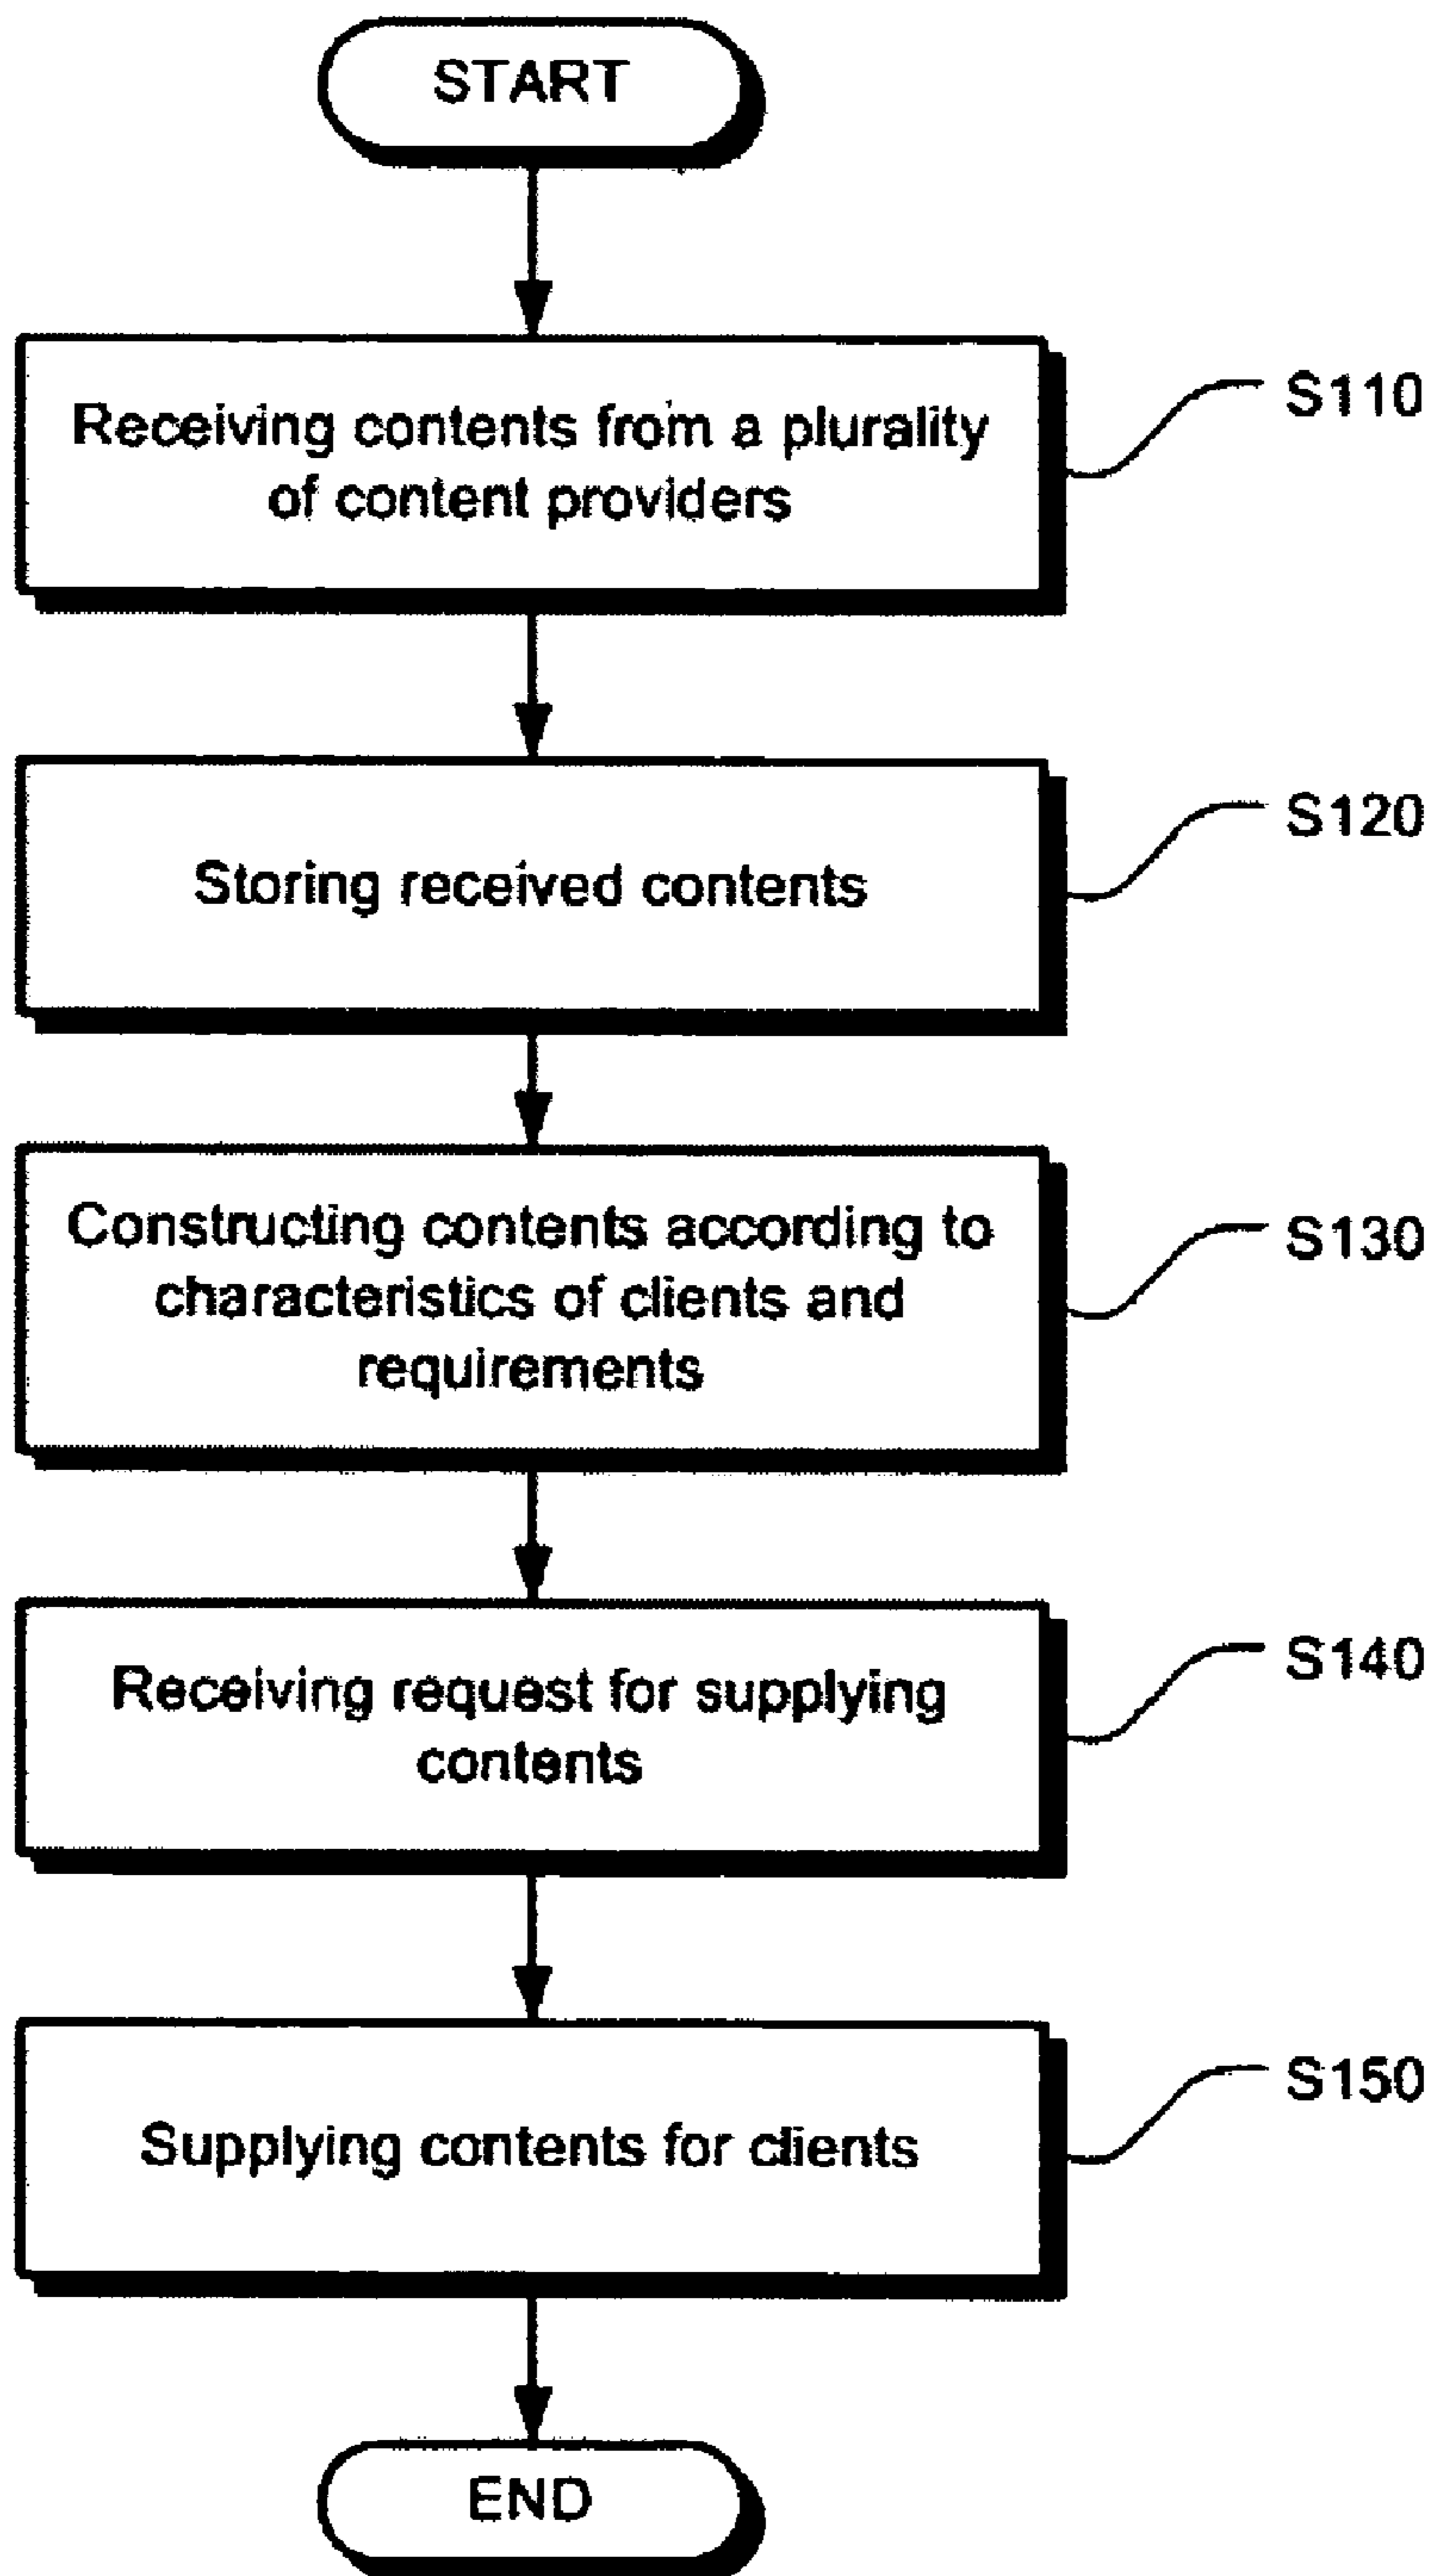 START
Receiving contents from a plurality
of content providers
S110
Storing received contents
S120
Constructing contents according to
characteristics of clients and
requirements
S130
Receiving request for supplying
contents
S140
Supplying contents for clients
S150
END